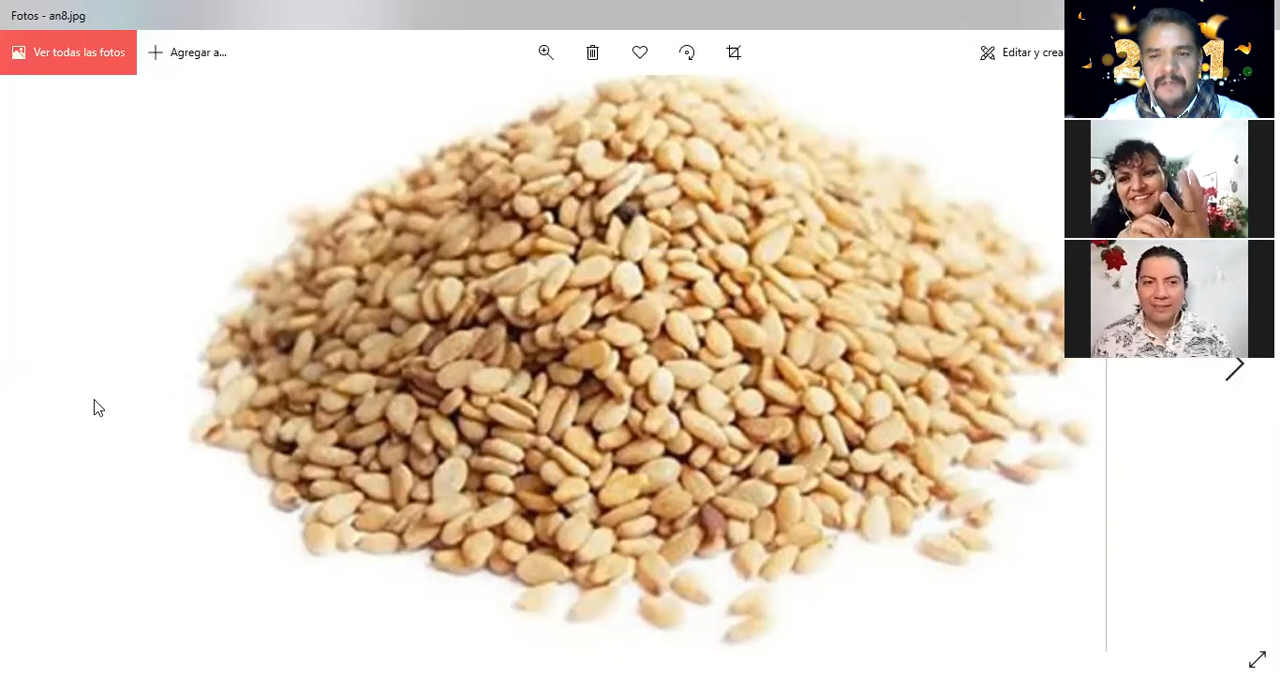 Fotos - an8.jpg
Ver todas las fotos
Agregar a...
Editar y crea